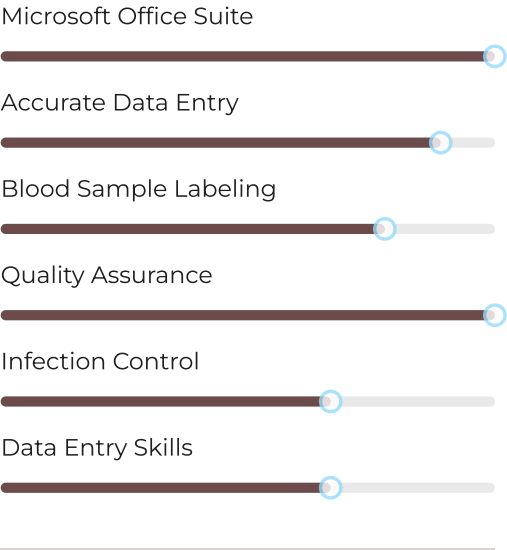 Microsoft Office Suite
Accurate Data Entry
Blood Sample Labeling
Quality Assurance
Infection Control
Data Entry Skills